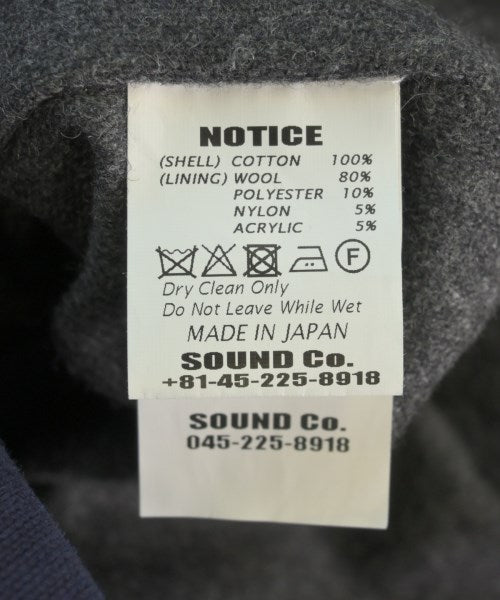 NOTICE
(SHELL) COTTON 100%
(LINING) WOOL 80%
POLYESTER 10%
NYLON 5%
ACRYLIC 5%
F
Dry Clean Only
Do Not Leave While Wet
MADE IN JAPAN
SOUND Co.
+81-45-225-8918
SOUND Co.
045-225-8918